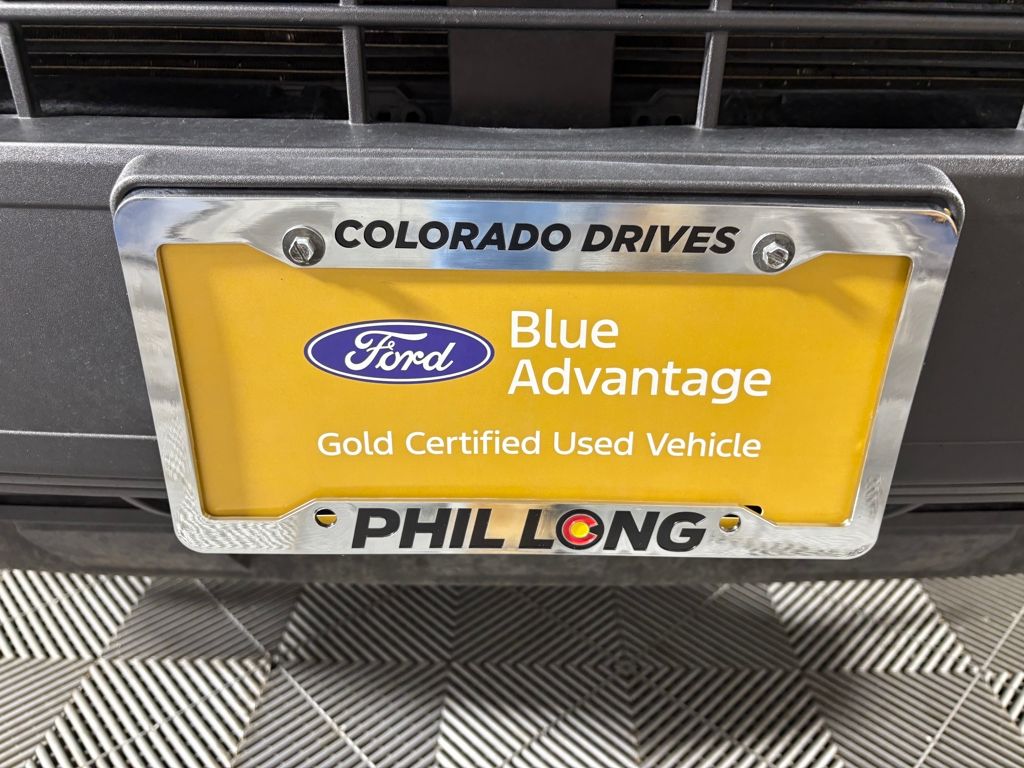 COLORADO DRIVES
Ford
Blue
Advantage
Gold Certified Used Vehicle
PHIL LONG